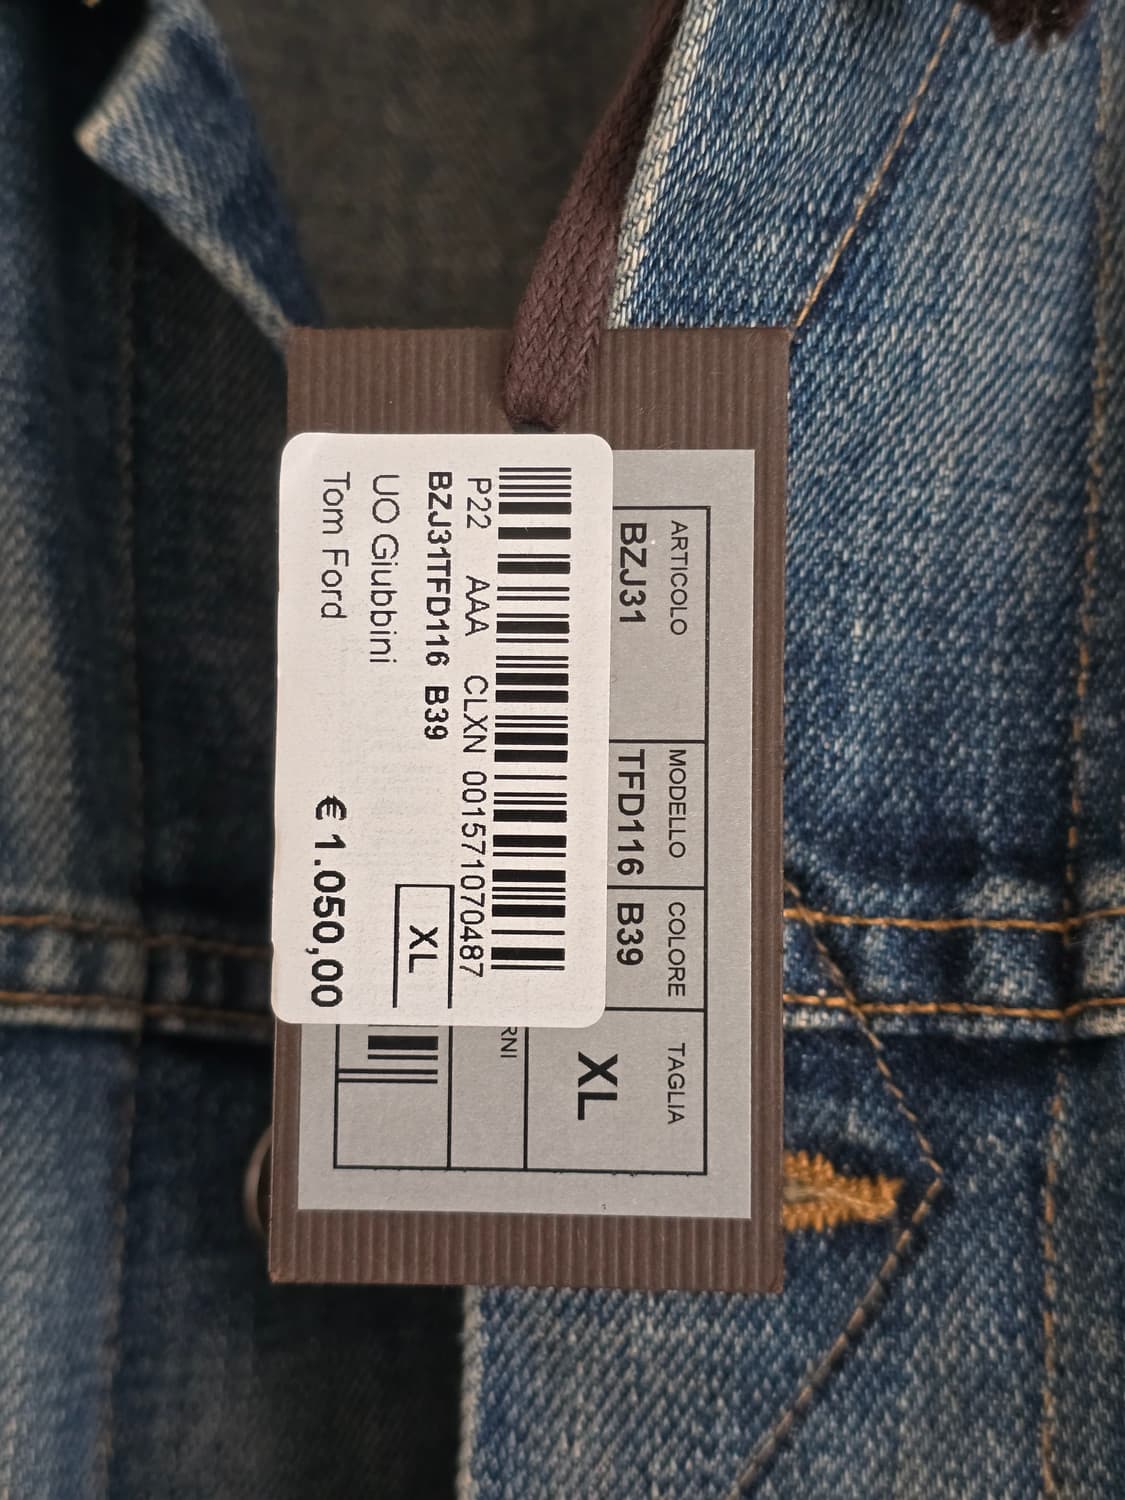 ARTICOLO MODELLO COLORE TAGLIA
BZJ31 TFD116 B39 XL
RNI
P22 AAA CLXN 001571070487
BZJ31TFD116 B39
XL
UO Giubbini
Tom Ford
€ 1.050,00